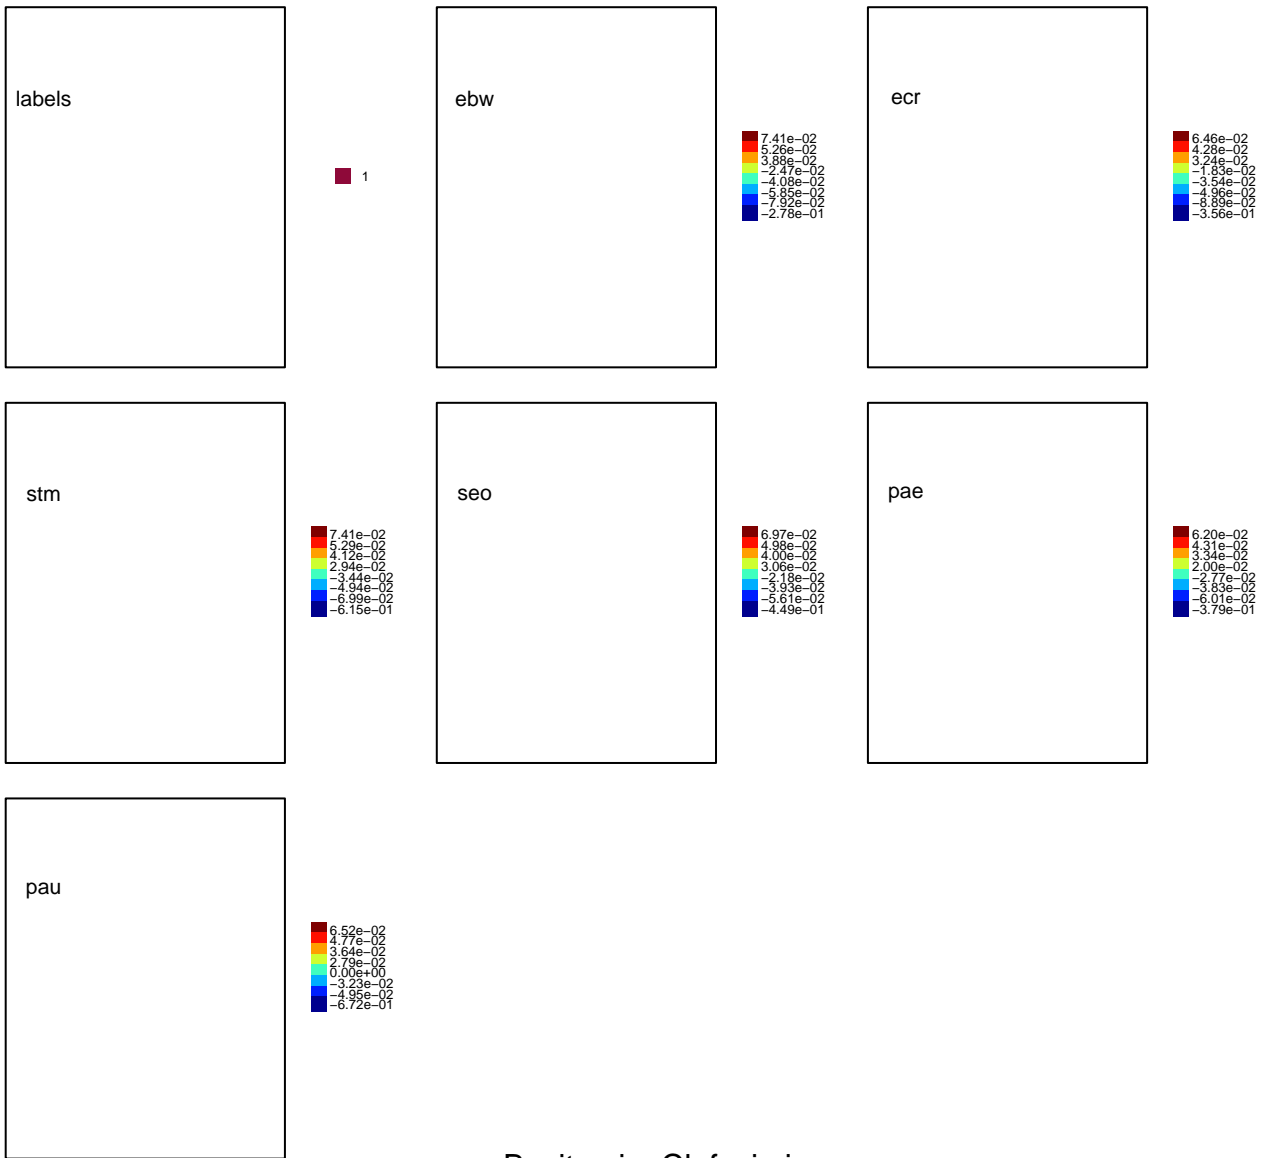 labels
1
ebw
7.41e−02
5.26e−02
3.88e−02
−2.47e−02
−4.08e−02
−5.85e−02
−7.92e−02
−2.78e−01
ecr
6.46e−02
4.28e−02
3.24e−02
−1.83e−02
−3.54e−02
−4.96e−02
−8.89e−02
−3.56e−01
stm
7.41e−02
5.29e−02
4.12e−02
2.94e−02
−3.44e−02
−4.94e−02
−6.99e−02
−6.15e−01
seo
6.97e−02
4.98e−02
4.00e−02
3.06e−02
−2.18e−02
−3.93e−02
−5.61e−02
−4.49e−01
pae
6.20e−02
4.31e−02
3.34e−02
2.00e−02
−2.77e−02
−3.83e−02
−6.01e−02
−3.79e−01
pau
6.52e−02
4.77e−02
3.64e−02
2.79e−02
0.00e+00
−3.23e−02
−4.95e−02
−6.72e−01